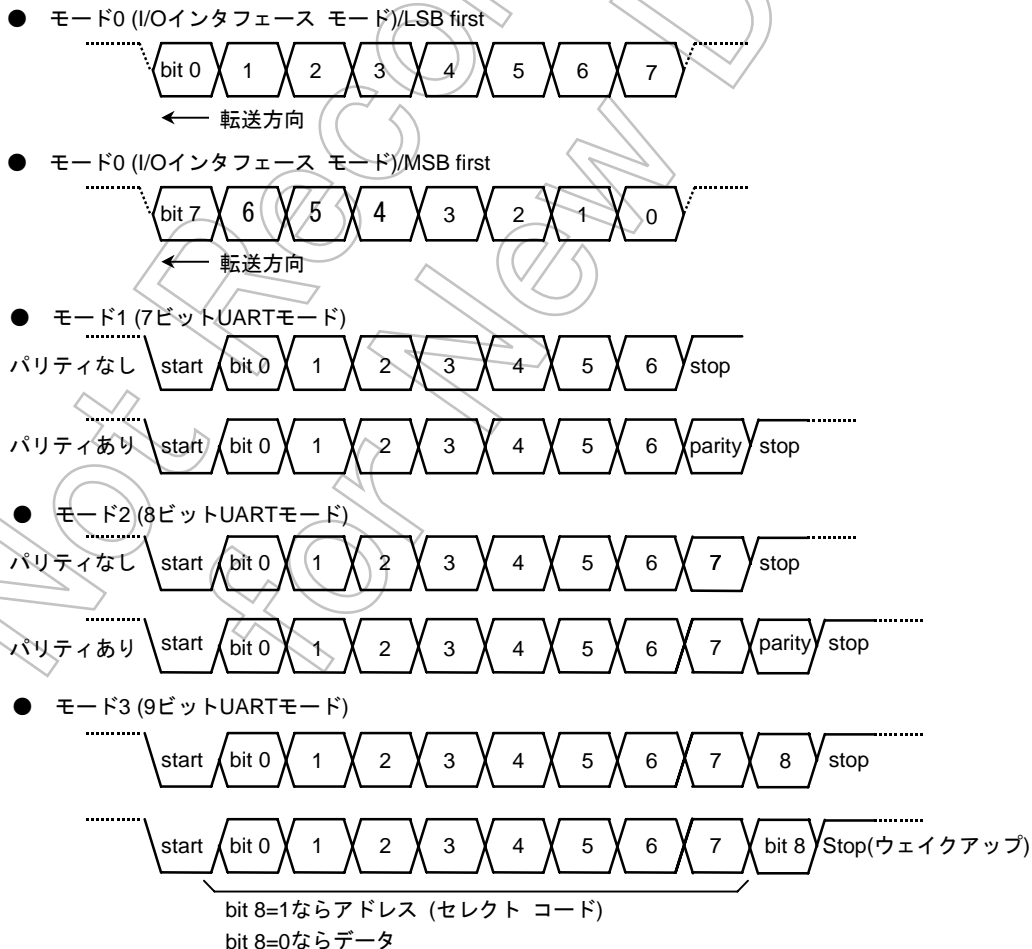 ● モード0 (I/Oインタフェース モード)/LSB first
bit 0 1 2 3 4 5 6 7
← 転送方向
● モード0 (I/Oインタフェース モード)/MSB first
bit 7 6 5 4 3 2 1 0
← 転送方向
● モード1 (7ビットUARTモード)
パリティなし start bit 0 1 2 3 4 5 6 stop
パリティあり start bit 0 1 2 3 4 5 6 parity stop
● モード2 (8ビットUARTモード)
パリティなし start bit 0 1 2 3 4 5 6 7 stop
パリティあり start bit 0 1 2 3 4 5 6 7 parity stop
● モード3 (9ビットUARTモード)
start bit 0 1 2 3 4 5 6 7 8 stop
start bit 0 1 2 3 4 5 6 7 bit 8 Stop(ウェイクアップ)
bit 8=1ならアドレス (セレクト コード)
bit 8=0ならデータ